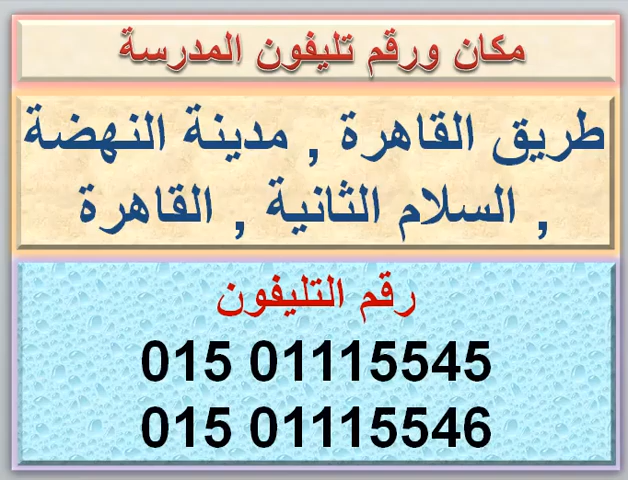 مكان ورقم تليفون المدرسة
طريق القاهرة , مدينة النهضة
, السلام الثانية , القاهرة
رقم التليفون
015 01115545
015 01115546